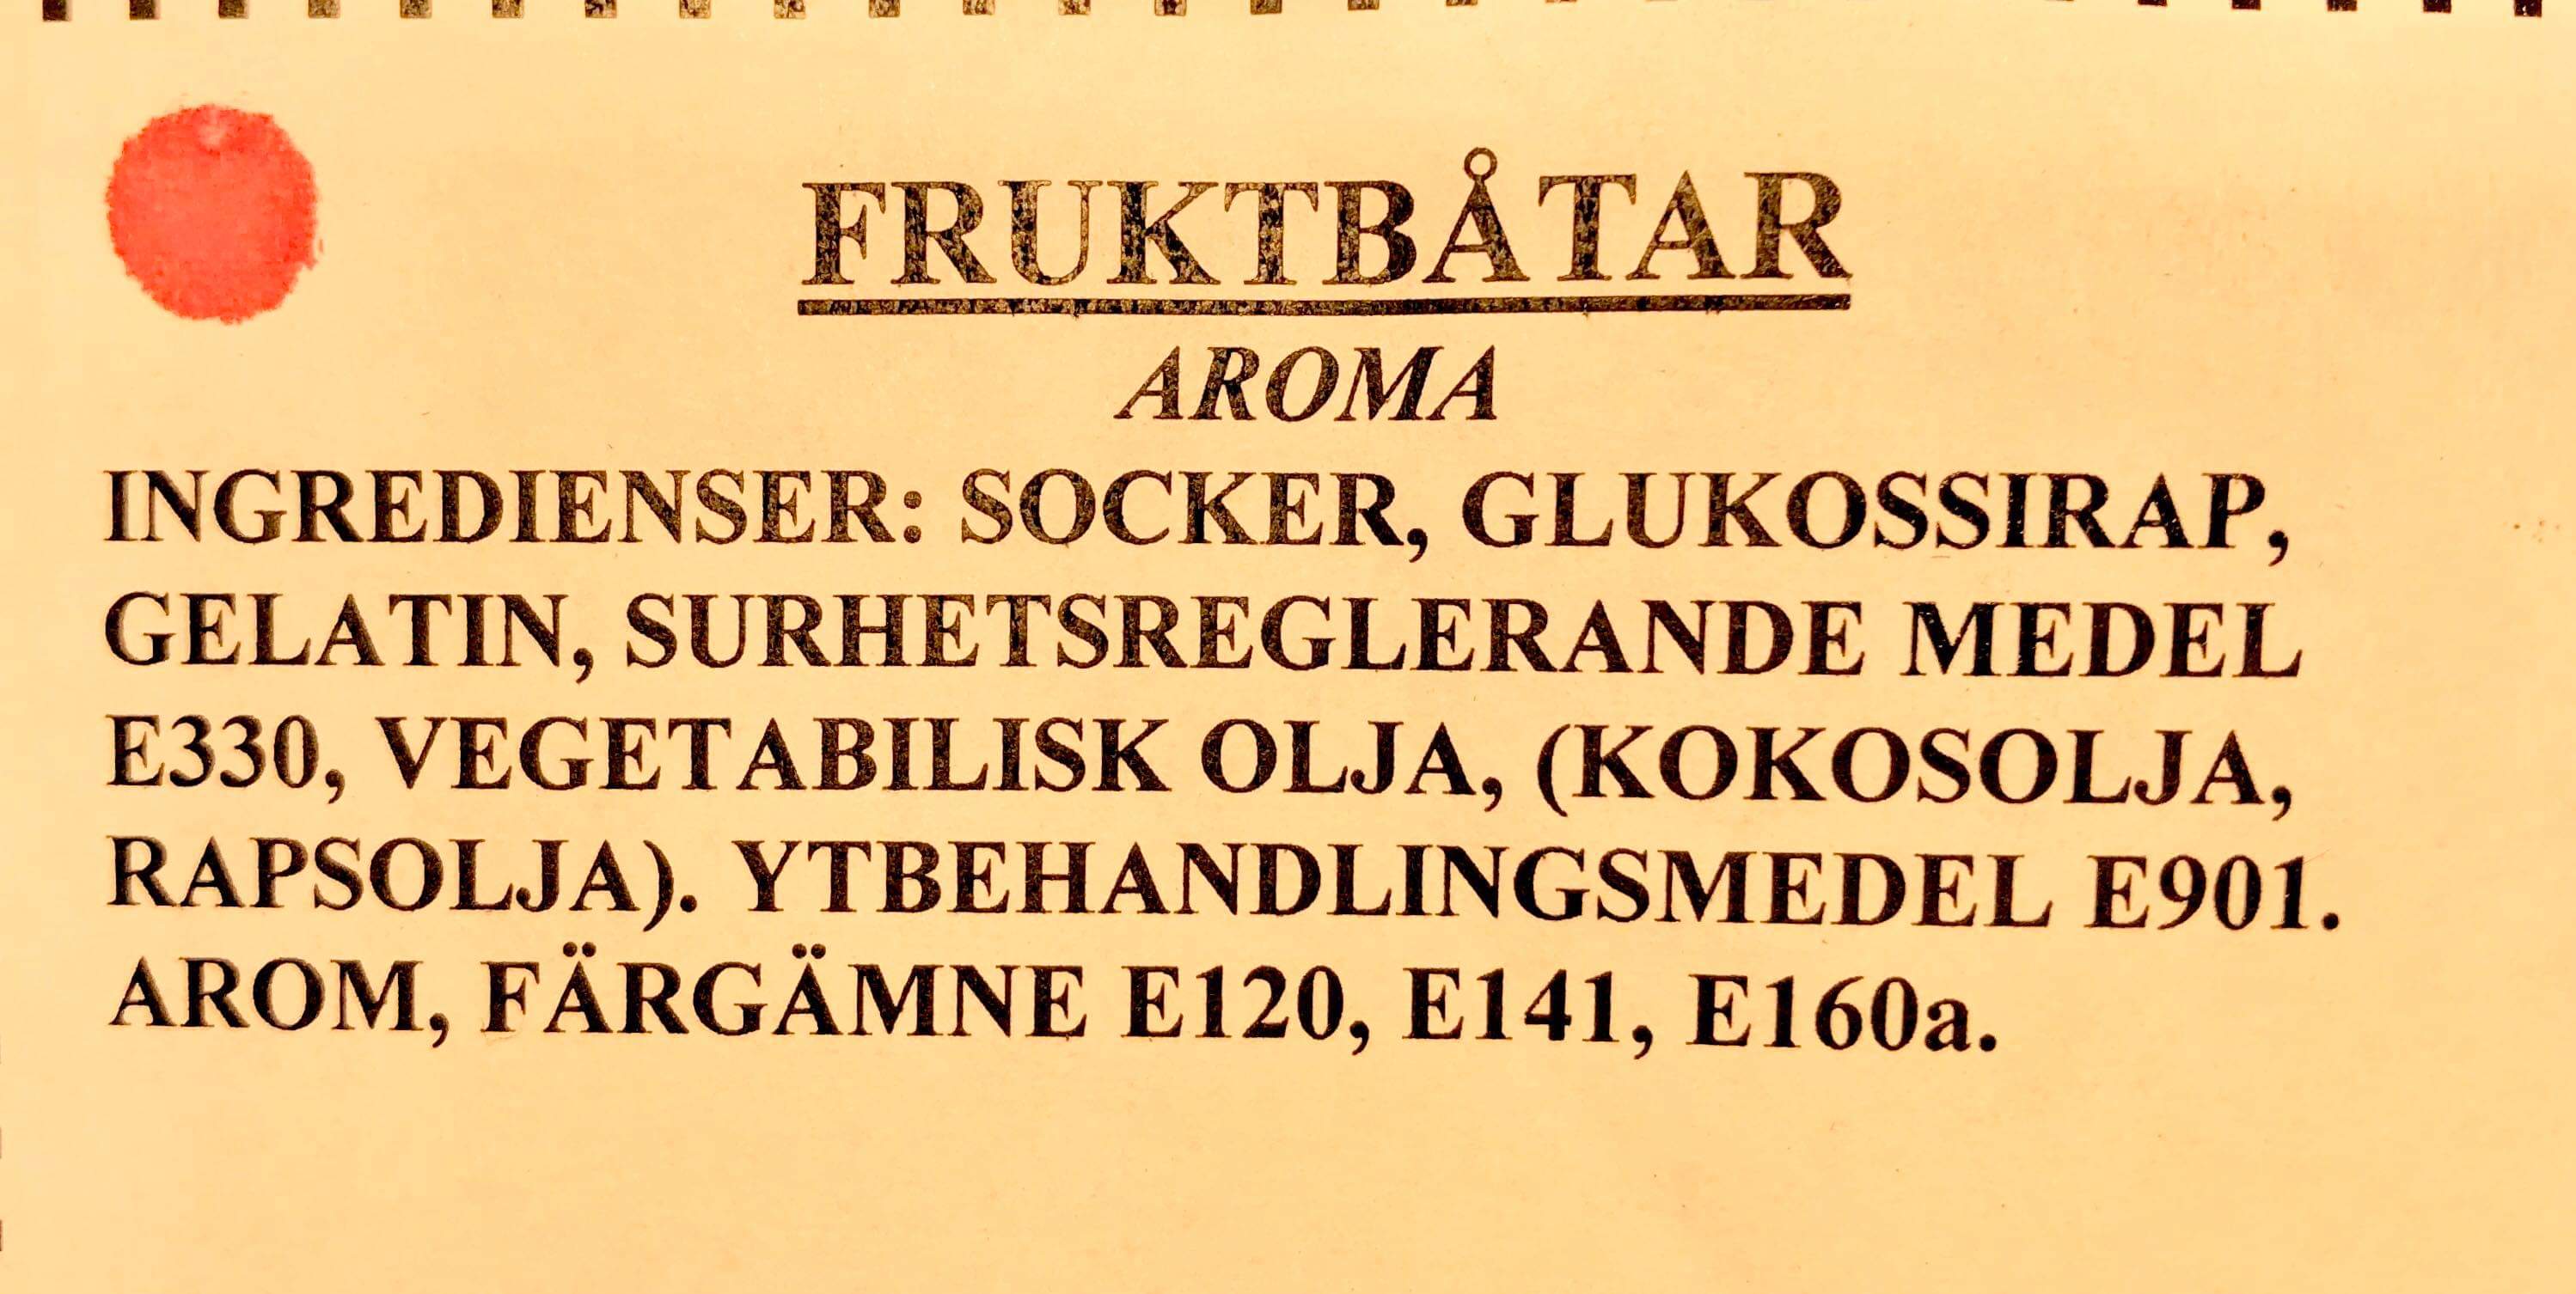 FRUKTBÅTAR
AROMA
INGREDIENSER: SOCKER, GLUKOSSIRAP,
GELATIN, SURHETSREGLERANDE MEDEL
E330, VEGETABILISK OLJA, (KOKOSOLJA,
RAPSOLJA). YTBEHANDLINGSMEDEL E901.
AROM, FÄRGÄMNE E120, E141, E160a.